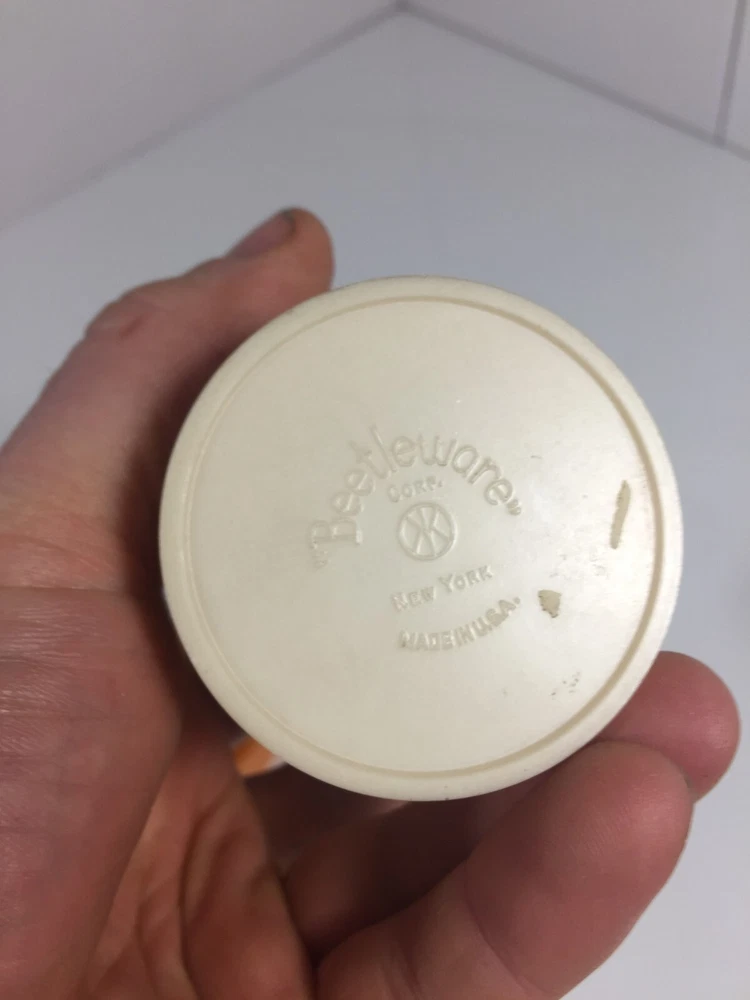 "Beetleware"
CORP.
NEW YORK
MADE IN U.S.A.